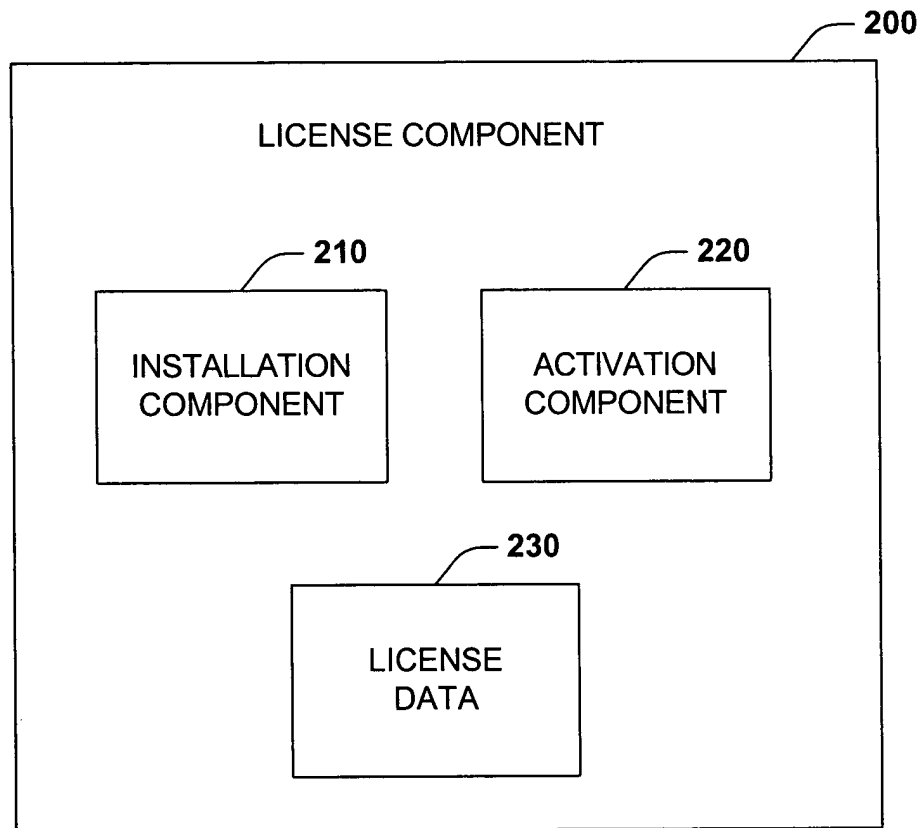 200
LICENSE COMPONENT
210
220
INSTALLATION
COMPONENT
ACTIVATION
COMPONENT
230
LICENSE
DATA